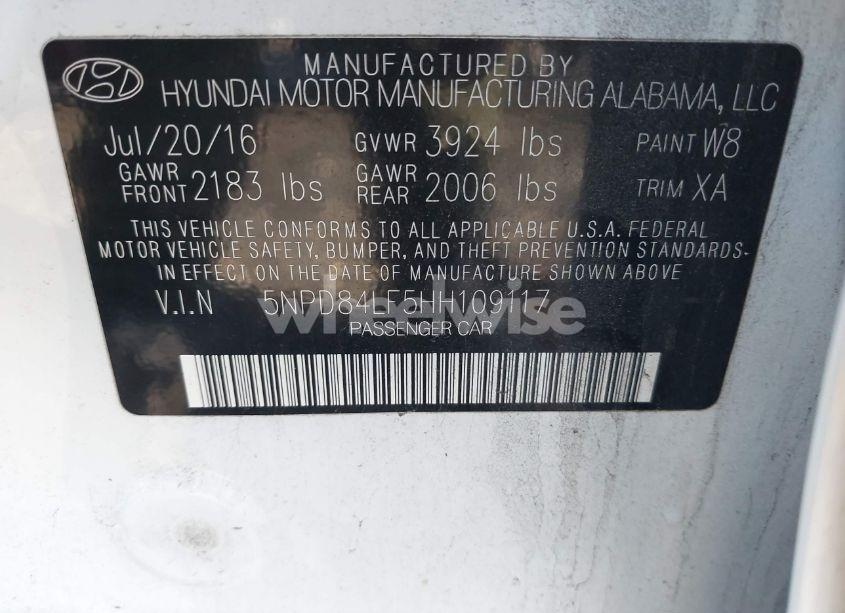 MANUFACTURED BY
HYUNDAI MOTOR MANUFACTURING ALABAMA, LLC
Jul/20/16 GVWR 3924 lbs PAINT W8
GAWR FRONT 2183 lbs GAWR REAR 2006 lbs TRIM XA
THIS VEHICLE CONFORMS TO ALL APPLICABLE U.S.A. FEDERAL
MOTOR VEHICLE SAFETY, BUMPER, AND THEFT PREVENTION STANDARDS
IN EFFECT ON THE DATE OF MANUFACTURE SHOWN ABOVE.
V.I.N 5NPD84LF5HH109117
wheelwise
PASSENGER CAR